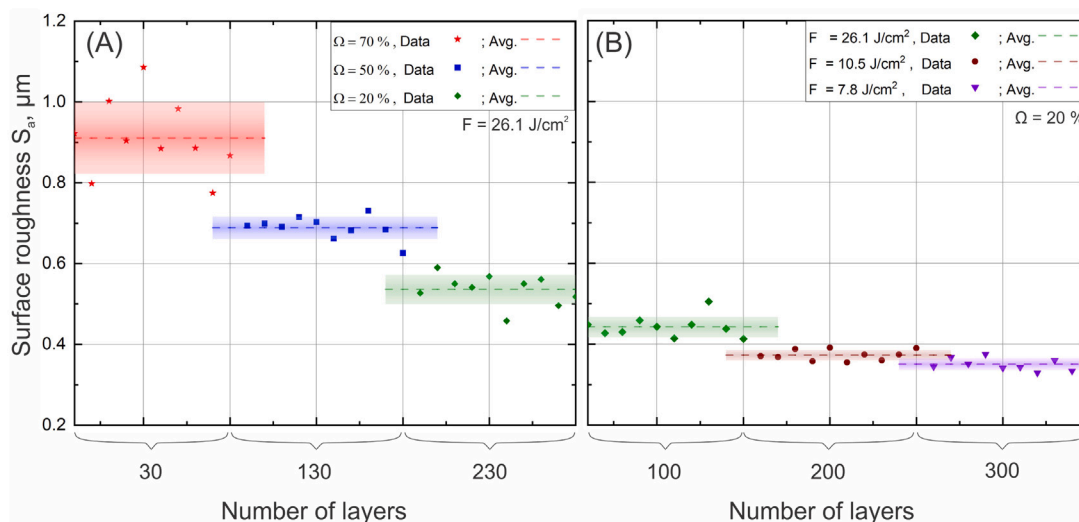 Surface roughness Sₐ, μm
1.2
1.0
0.8
0.6
0.4
0.2
(A)
Ω = 70 % , Data ; Avg.
Ω = 50 % , Data ; Avg.
Ω = 20 % , Data ; Avg.
F = 26.1 J/cm²
30 130 230
Number of layers
(B)
F = 26.1 J/cm², Data ; Avg.
F = 10.5 J/cm², Data ; Avg.
F = 7.8 J/cm² , Data ; Avg.
Ω = 20 %
100 200 300
Number of layers